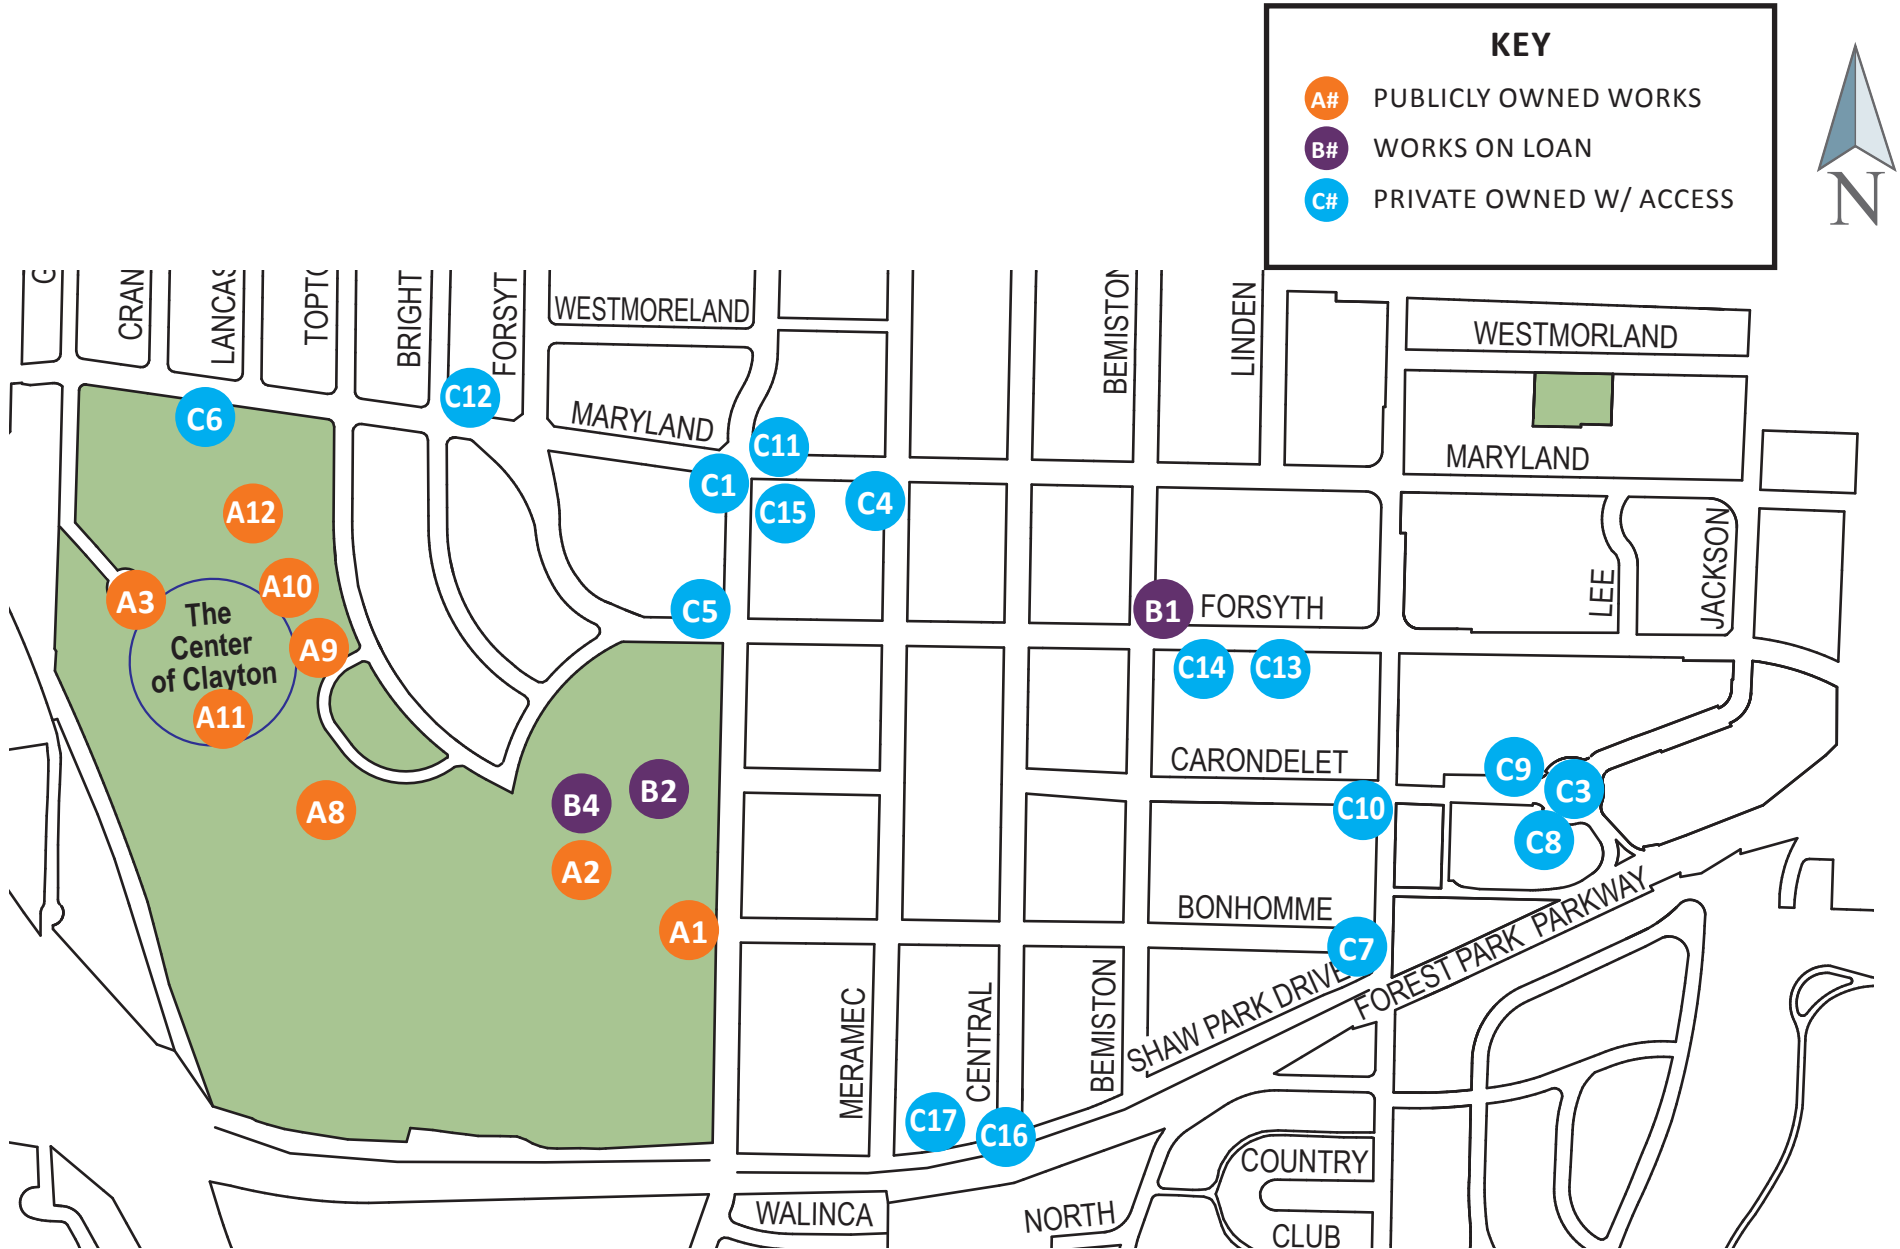 KEY
A# PUBLICLY OWNED WORKS
B# WORKS ON LOAN
C# PRIVATE OWNED W/ ACCESS
N
G
CRAN
LANCAS
TOPTO
BRIGHT
FORSYT
WESTMORELAND
BEMISTON
LINDEN
WESTMORLAND
C6
C12
MARYLAND
C11
MARYLAND
C1
C15
C4
A12
A10
A3
The
Center
of Clayton
A9
A11
C5
B1
FORSYTH
LEE
JACKSON
C14
C13
CARONDELET
C9
C3
C10
C8
A8
B4
B2
A2
A1
BONHOMME
C7
SHAW PARK DRIVE
FOREST PARK PARKWAY
MERAMEC
CENTRAL
BEMISTON
C17
C16
COUNTRY
CLUB
WALINCA
NORTH